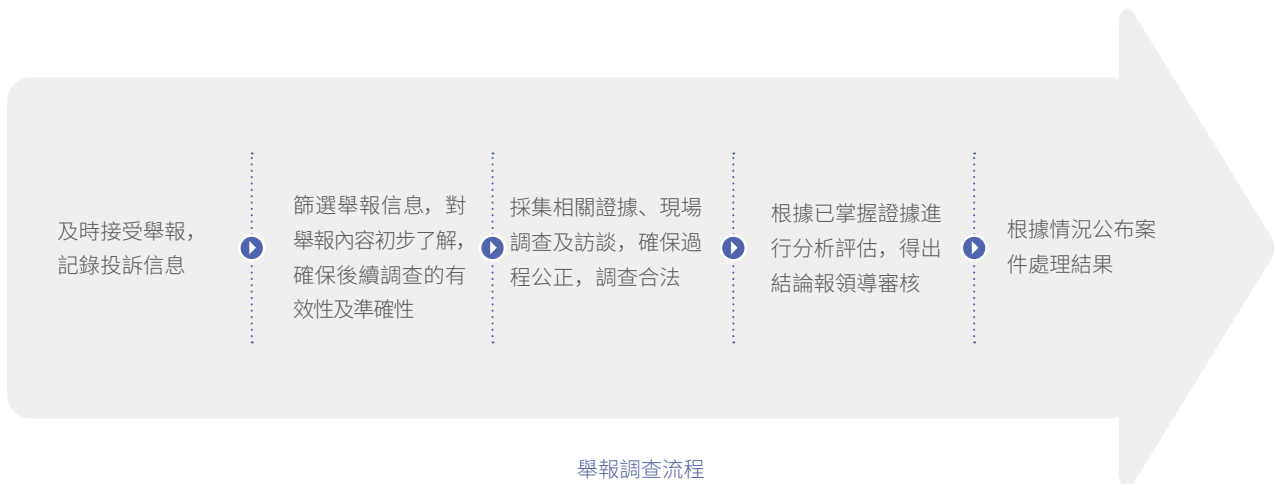 及時接受舉報，
記錄投訴信息
篩選舉報信息，對
舉報內容初步了解，
確保後續調查的有
效性及準確性
採集相關證據、現場
調查及訪談，確保過
程公正，調查合法
根據已掌握證據進
行分析評估，得出
結論報領導審核
根據情況公布案
件處理結果
舉報調查流程